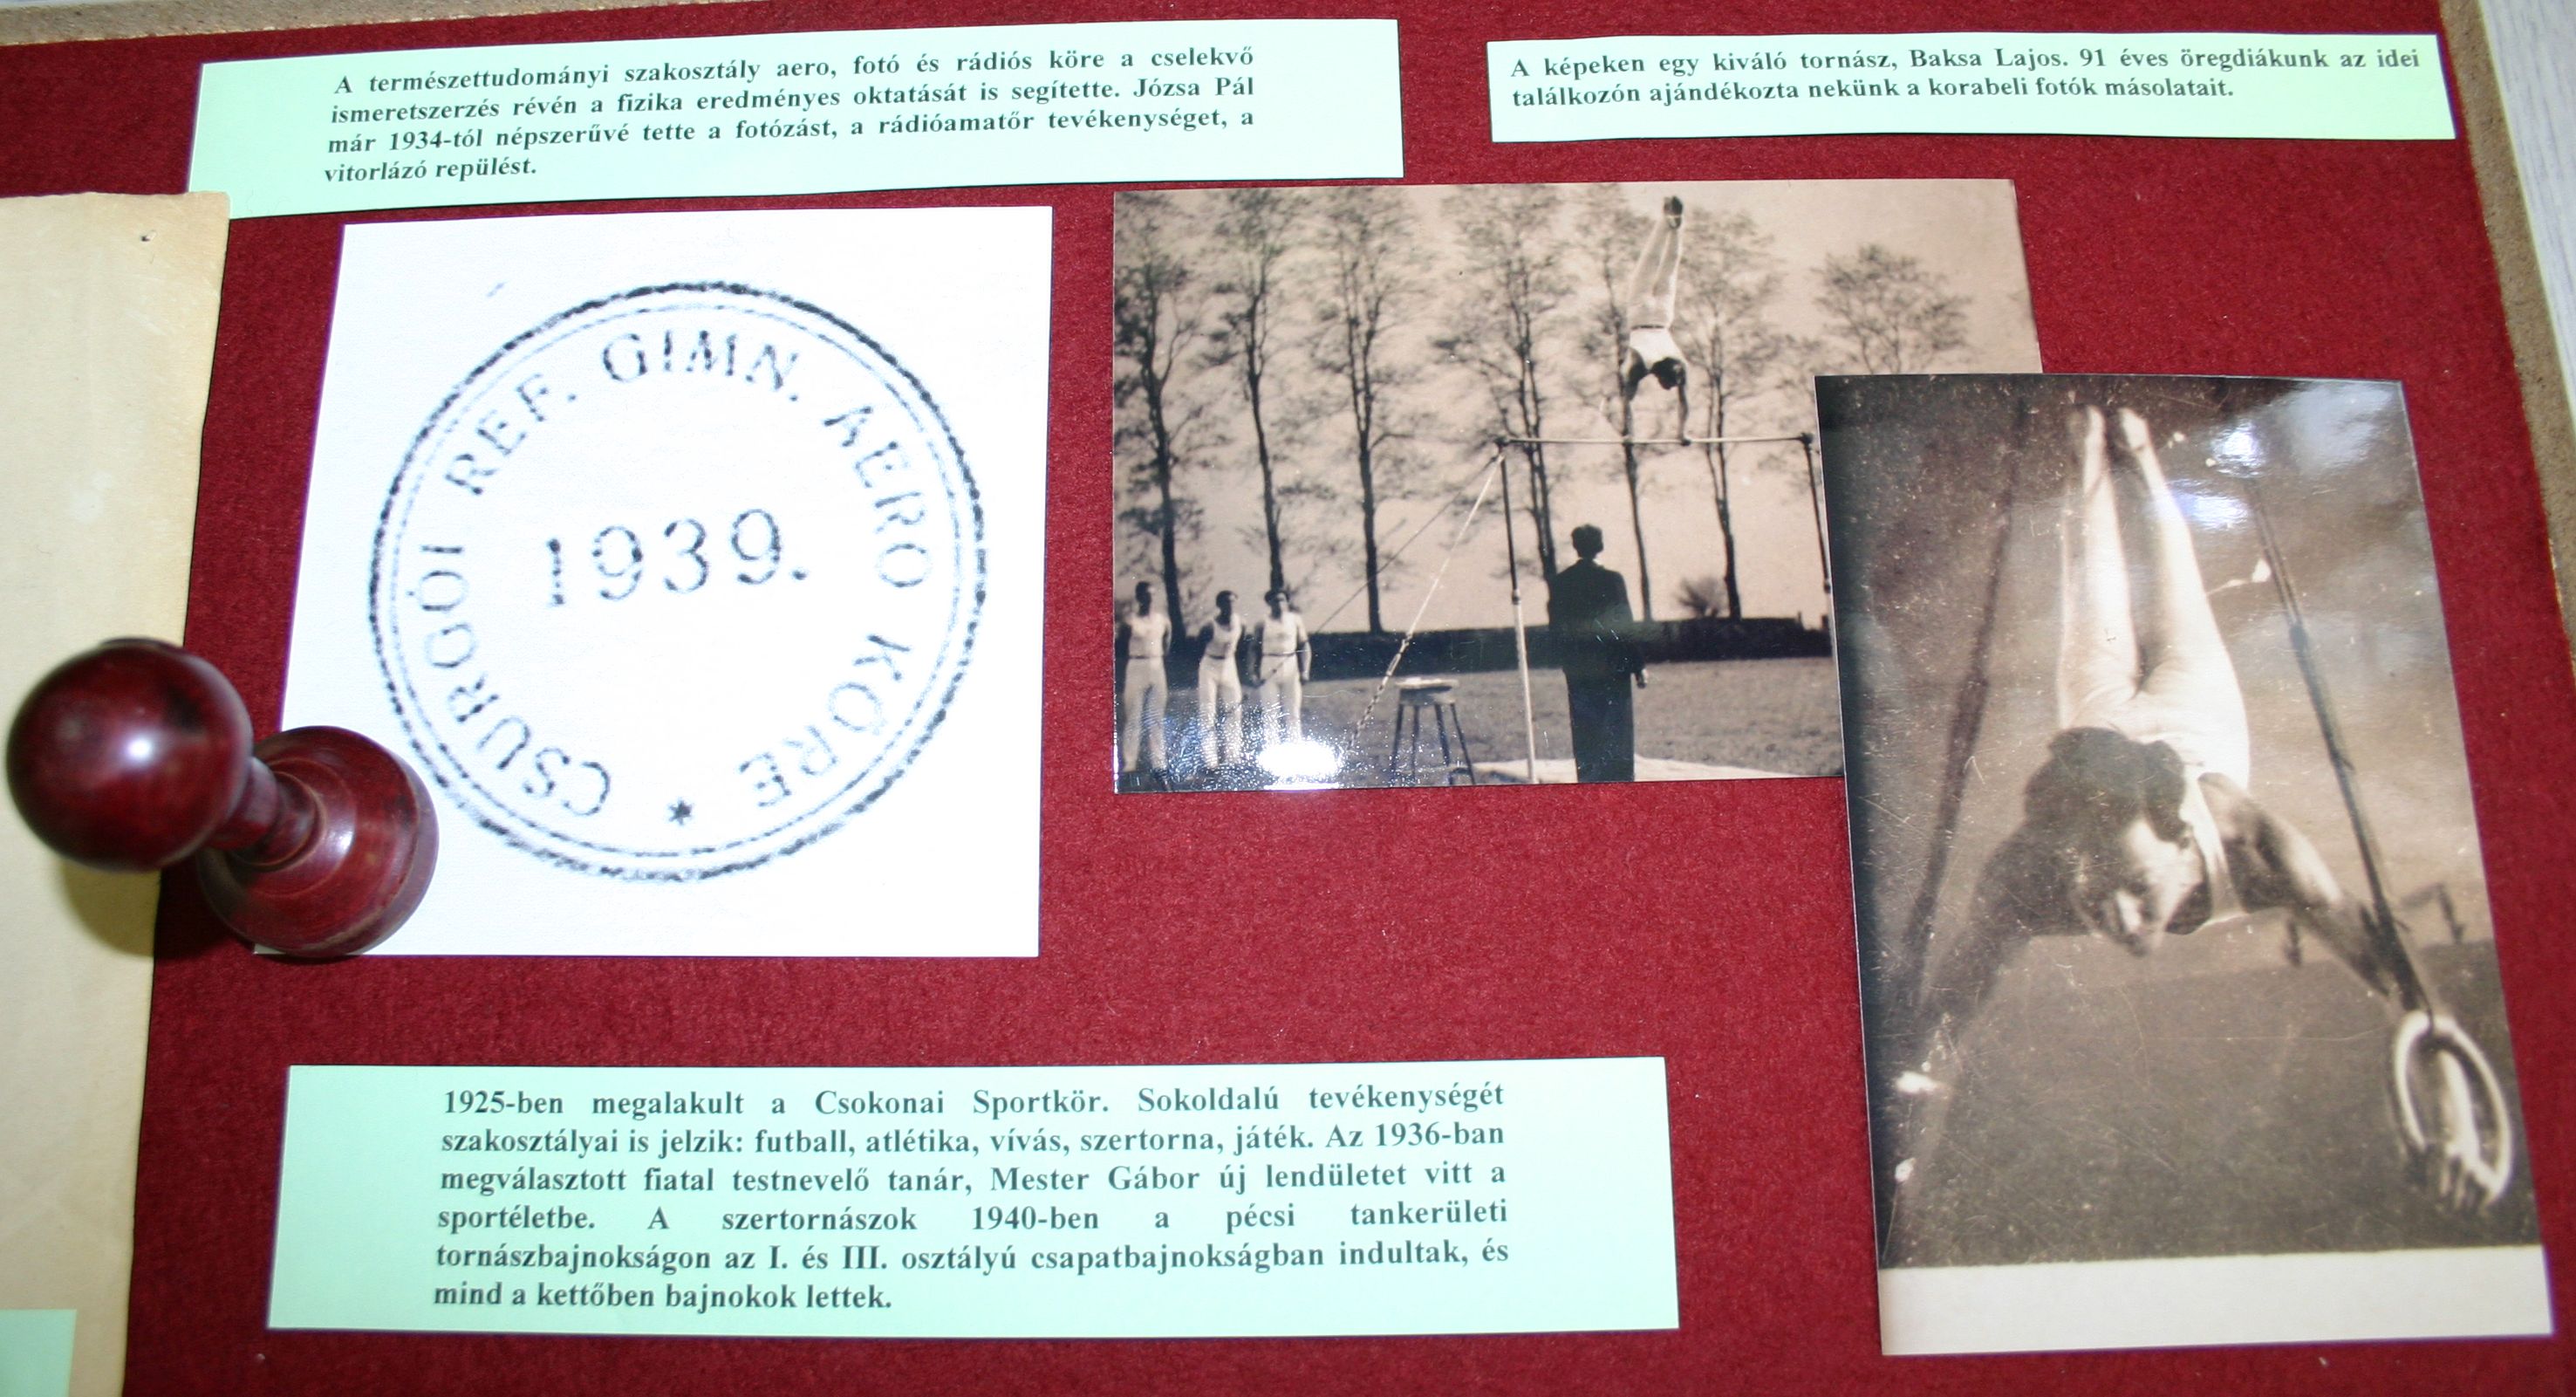 A természettudományi szakosztály aero, fotó és rádiós köre a cselekvő
ismeretszerzés révén a fizika eredményes oktatását is segítette. Józsa Pál
már 1934-től népszerűvé tette a fotózást, a rádióamatőr tevékenységet, a
vitorlázó repülést.
A képeken egy kiváló tornász, Baksa Lajos. 91 éves öregdiákunk az idei
találkozón ajándékozta nekünk a korabeli fotók másolatait.
CSURGÓI REF. GIMN. AERO KÖRE *
1939.
1925-ben megalakult a Csokonai Sportkör. Sokoldalú tevékenységét
szakosztályai is jelzik: futball, atlétika, vívás, szertorna, játék. Az 1936-ban
megválasztott fiatal testnevelő tanár, Mester Gábor új lendületet vitt a
sportéletbe. A szertornászok 1940-ben a pécsi tankerületi
tornászbajnokságon az I. és III. osztályú csapatbajnokságban indultak, és
mind a kettőben bajnokok lettek.